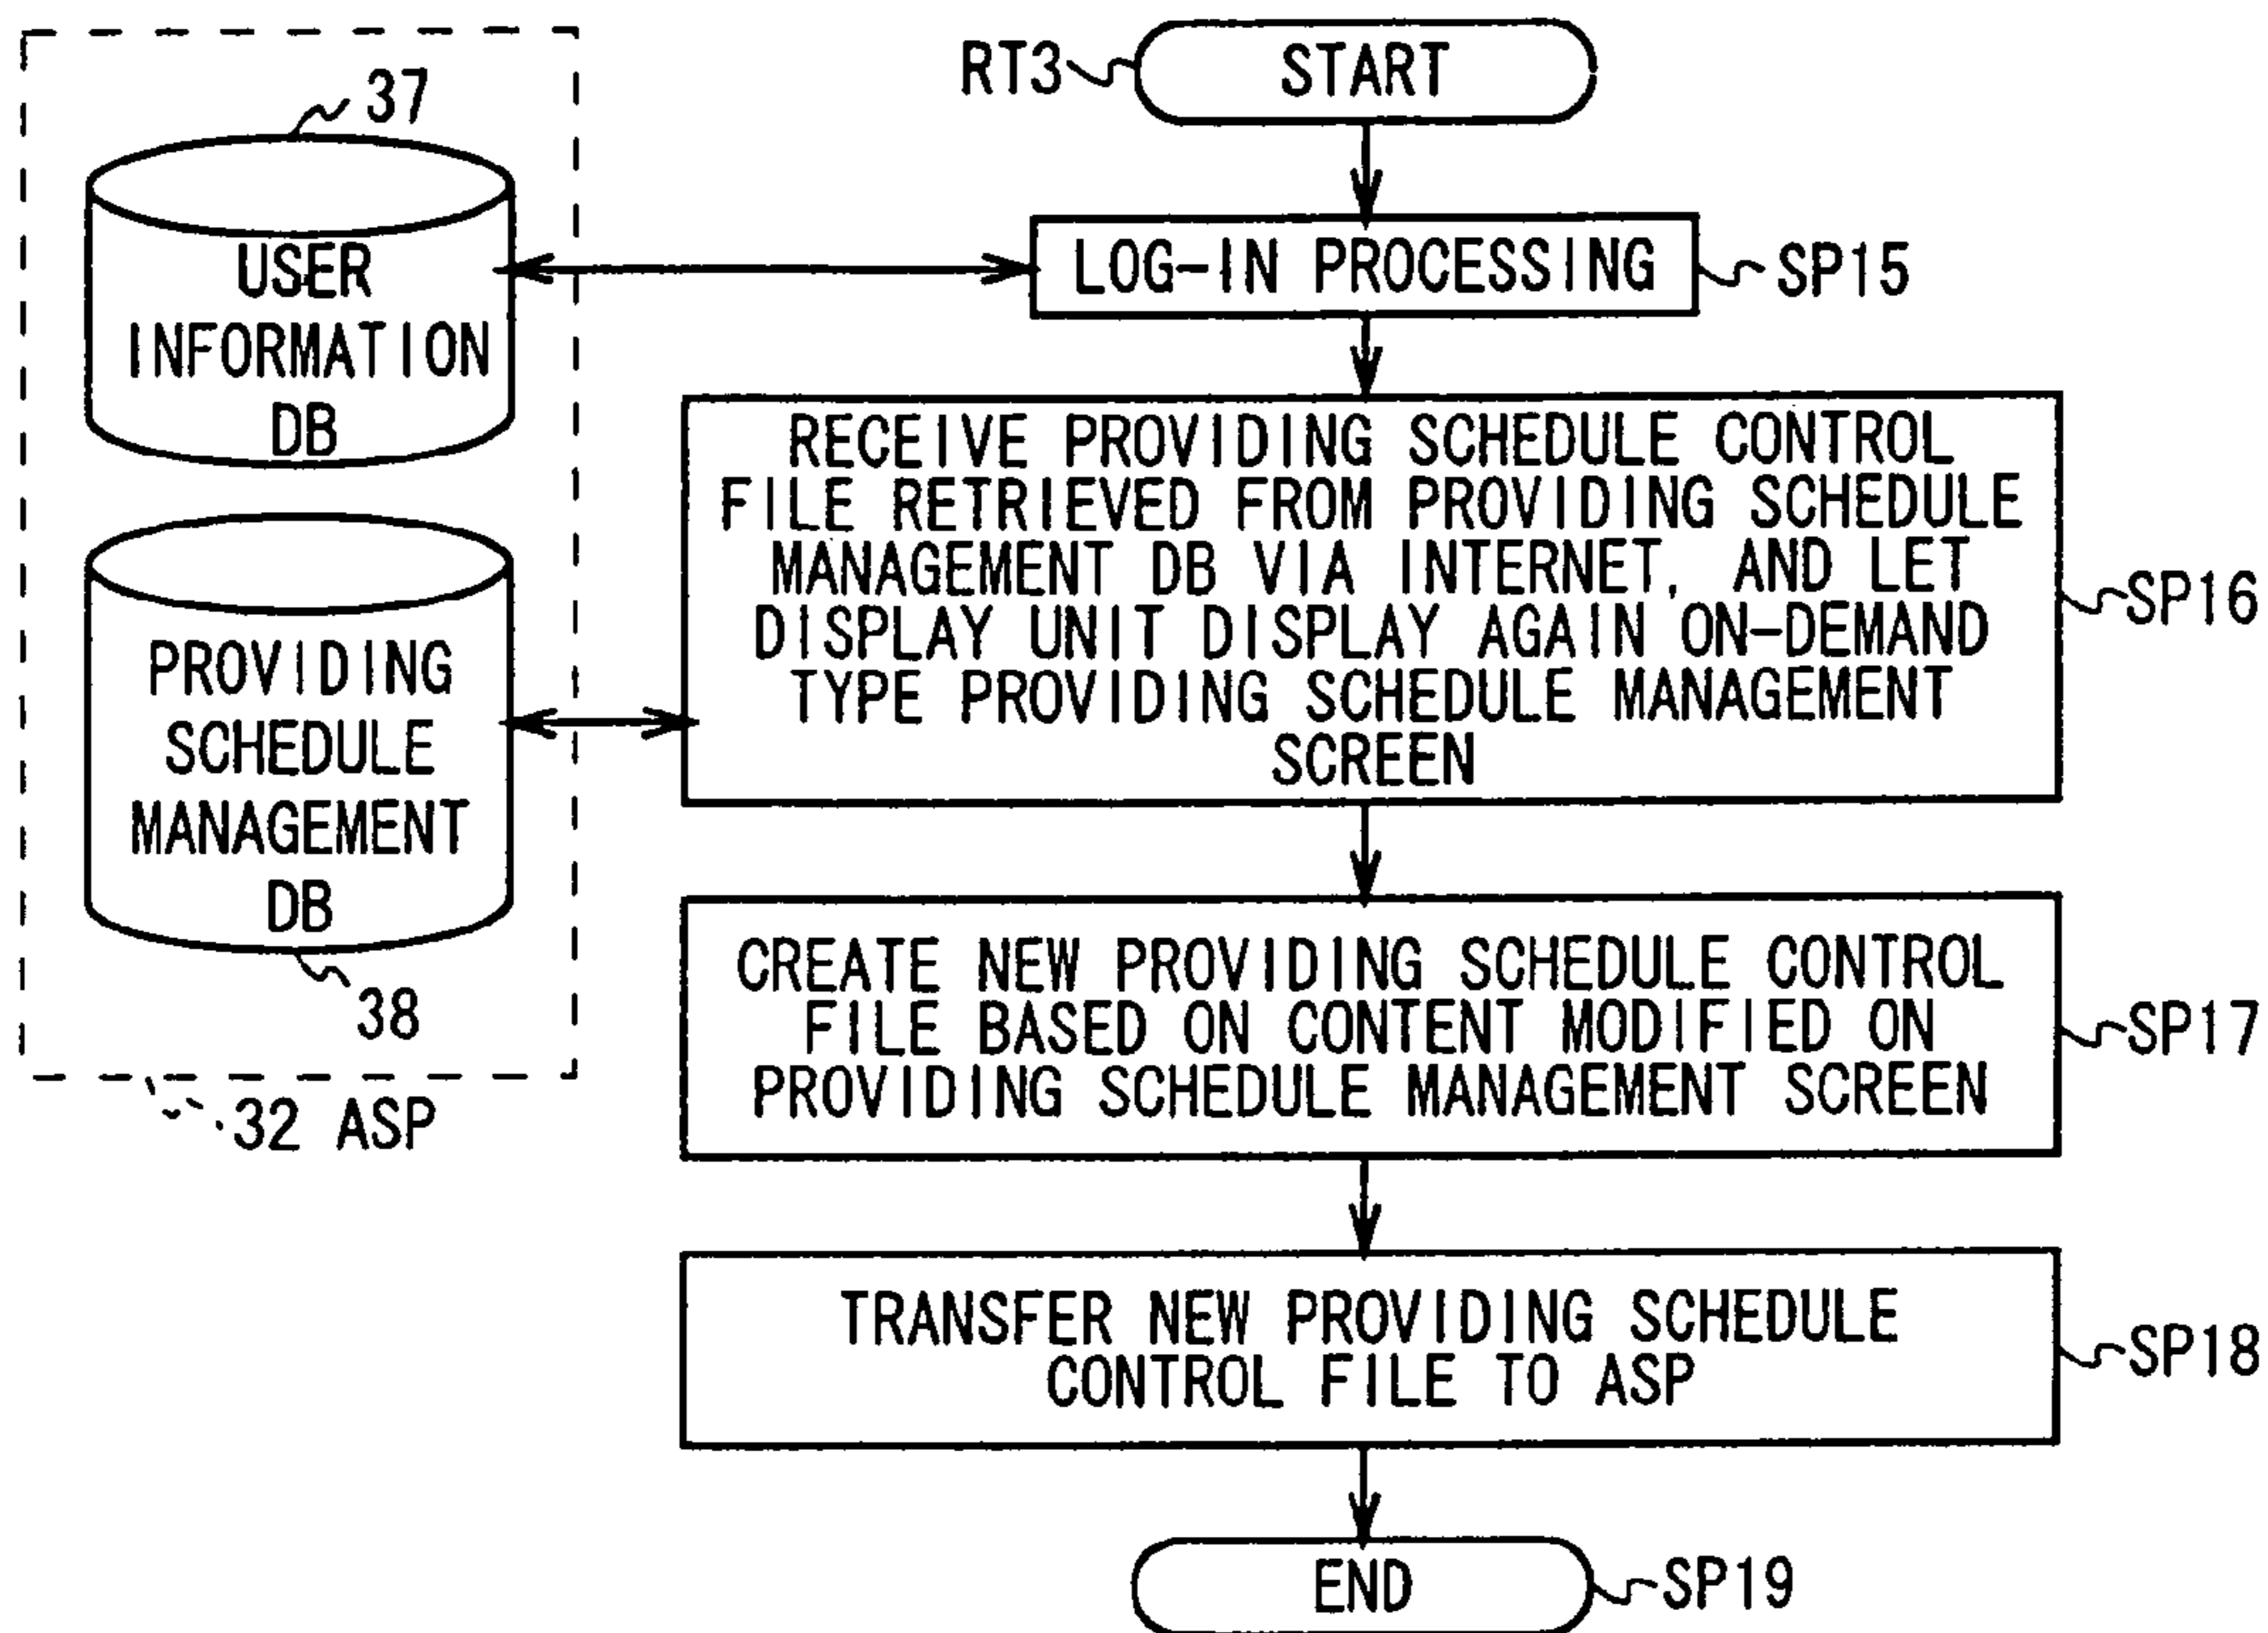 37
USER
INFORMATION
DB
PROVIDING
SCHEDULE
MANAGEMENT
DB
38
32 ASP
RT3
START
LOG-IN PROCESSING
SP15
RECEIVE PROVIDING SCHEDULE CONTROL
FILE RETRIEVED FROM PROVIDING SCHEDULE
MANAGEMENT DB VIA INTERNET, AND LET
DISPLAY UNIT DISPLAY AGAIN ON-DEMAND
TYPE PROVIDING SCHEDULE MANAGEMENT
SCREEN
SP16
CREATE NEW PROVIDING SCHEDULE CONTROL
FILE BASED ON CONTENT MODIFIED ON
PROVIDING SCHEDULE MANAGEMENT SCREEN
SP17
TRANSFER NEW PROVIDING SCHEDULE
CONTROL FILE TO ASP
SP18
END
SP19